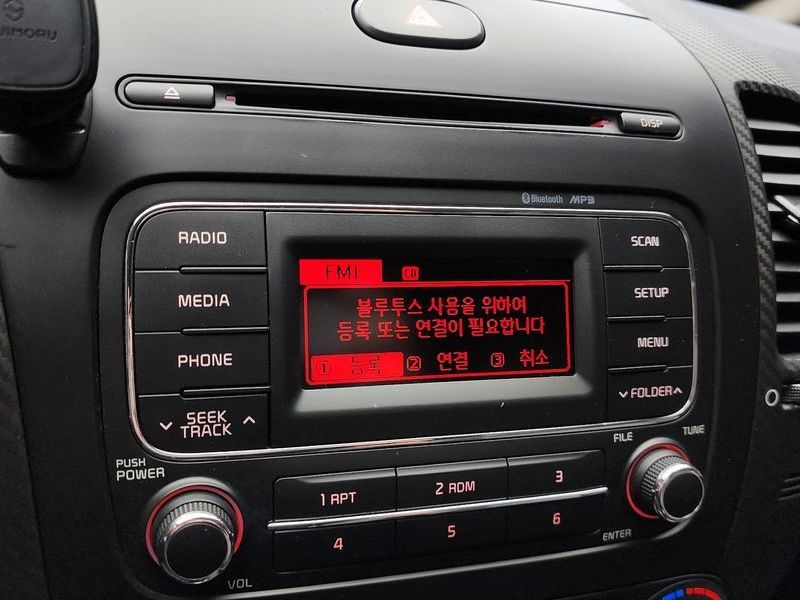 DISP
Bluetooth MP3
RADIO
MEDIA
PHONE
SEEK
TRACK
FM1 CD
블루투스 사용을 위하여
등록 또는 연결이 필요합니다
1 등록 2 연결 3 취소
SCAN
SETUP
MENU
FOLDER
PUSH
POWER
VOL
1 RPT
2 RDM
3
4
5
6
FILE
TUNE
ENTER